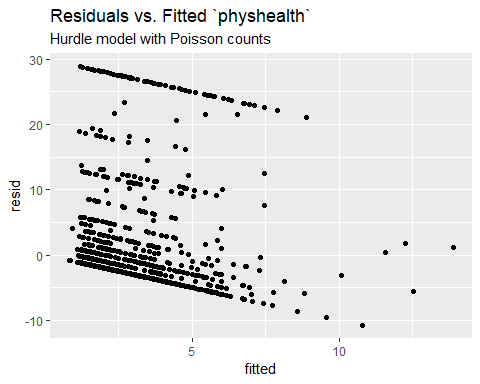 Residuals vs. Fitted `physhealth`
Hurdle model with Poisson counts
30
20
10
0
-10
resid
5
10
fitted